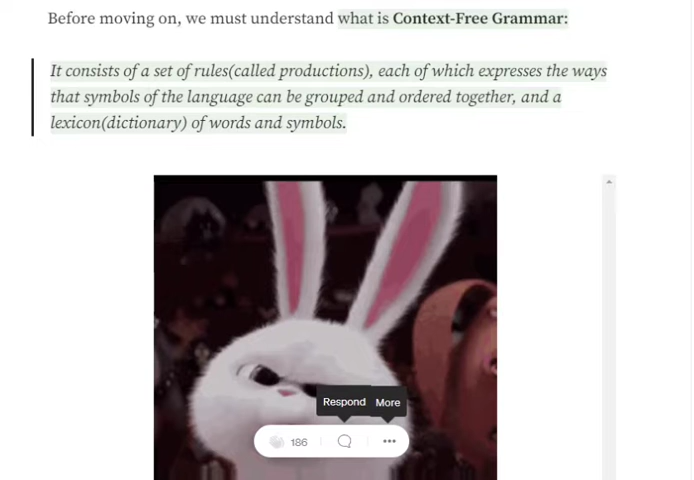 Before moving on, we must understand what is Context-Free Grammar:
It consists of a set of rules(called productions), each of which expresses the ways
that symbols of the language can be grouped and ordered together, and a
lexicon(dictionary) of words and symbols.
Respond More
186